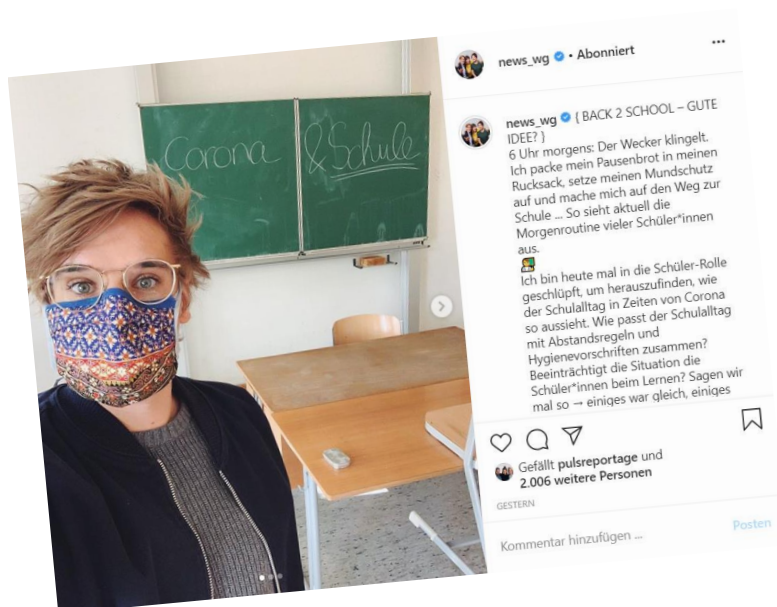 Corona & Schule
news_wg • Abonniert
news_wg { BACK 2 SCHOOL – GUTE
IDEE? }
6 Uhr morgens: Der Wecker klingelt.
Ich packe mein Pausenbrot in meinen
Rucksack, setze meinen Mundschutz
auf und mache mich auf den Weg zur
Schule ... So sieht aktuell die
Morgenroutine vieler Schüler*innen
aus.
Ich bin heute mal in die Schüler-Rolle
geschlüpft, um herauszufinden, wie
der Schulalltag in Zeiten von Corona
so aussieht. Wie passt der Schulalltag
mit Abstandsregeln und
Hygienevorschriften zusammen?
Beeinträchtigt die Situation die
Schüler*innen beim Lernen? Sagen wir
mal so → einiges war gleich, einiges
Gefällt pulsreportage und
2.006 weitere Personen
GESTERN
Kommentar hinzufügen ...
Posten